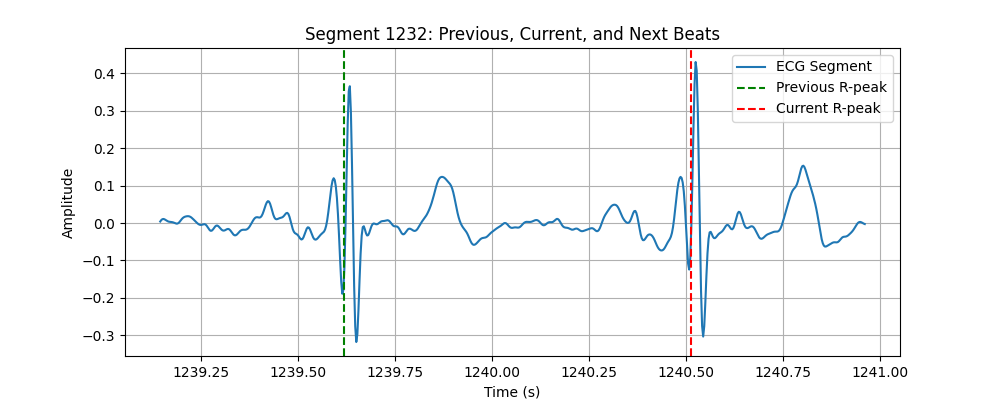 Segment 1232: Previous, Current, and Next Beats
ECG Segment
Previous R-peak
Current R-peak
Amplitude
0.4
0.3
0.2
0.1
0.0
−0.1
−0.2
−0.3
1239.25 1239.50 1239.75 1240.00 1240.25 1240.50 1240.75 1241.00
Time (s)